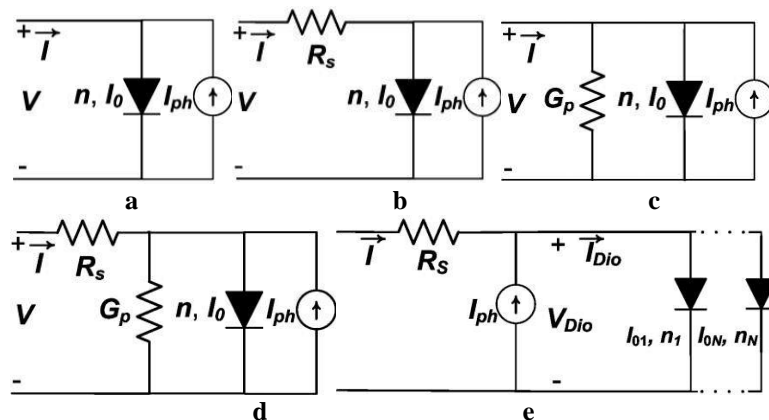 + I
V n, I0 Iph
-
a
+ I Rs
V n, I0 Iph
-
b
+ I
V Gp n, I0 Iph
-
c
+ I Rs
V Gp n, I0 Iph
-
d
I RS + IDio
Iph VDio
I01, n1 I0N, nN
-
e